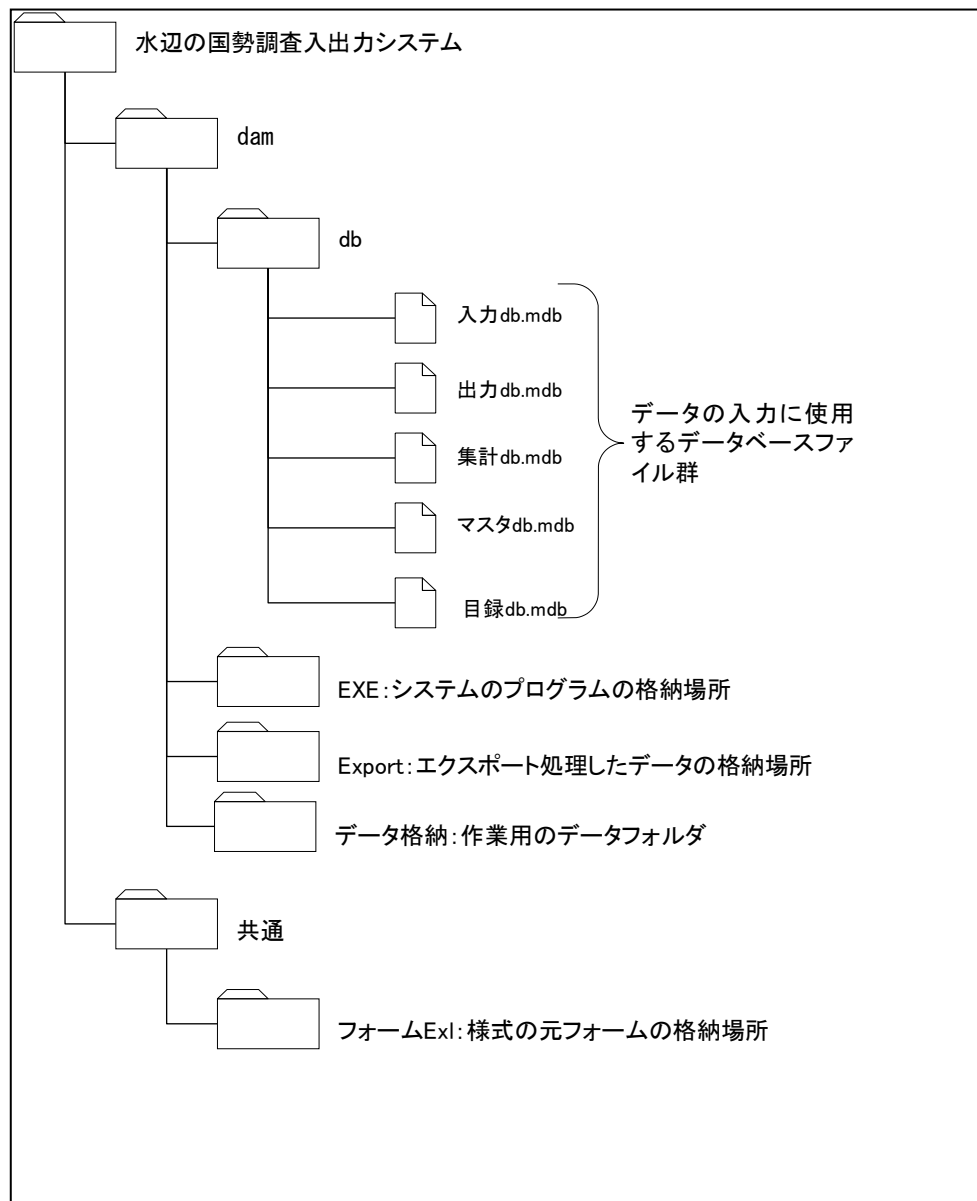 水辺の国勢調査入出力システム
dam
db
入力db.mdb
出力db.mdb
集計db.mdb
マスタdb.mdb
目録db.mdb
データの入力に使用
するデータベースファ
イル群
EXE:システムのプログラムの格納場所
Export:エクスポート処理したデータの格納場所
データ格納:作業用のデータフォルダ
共通
フォームExl:様式の元フォームの格納場所